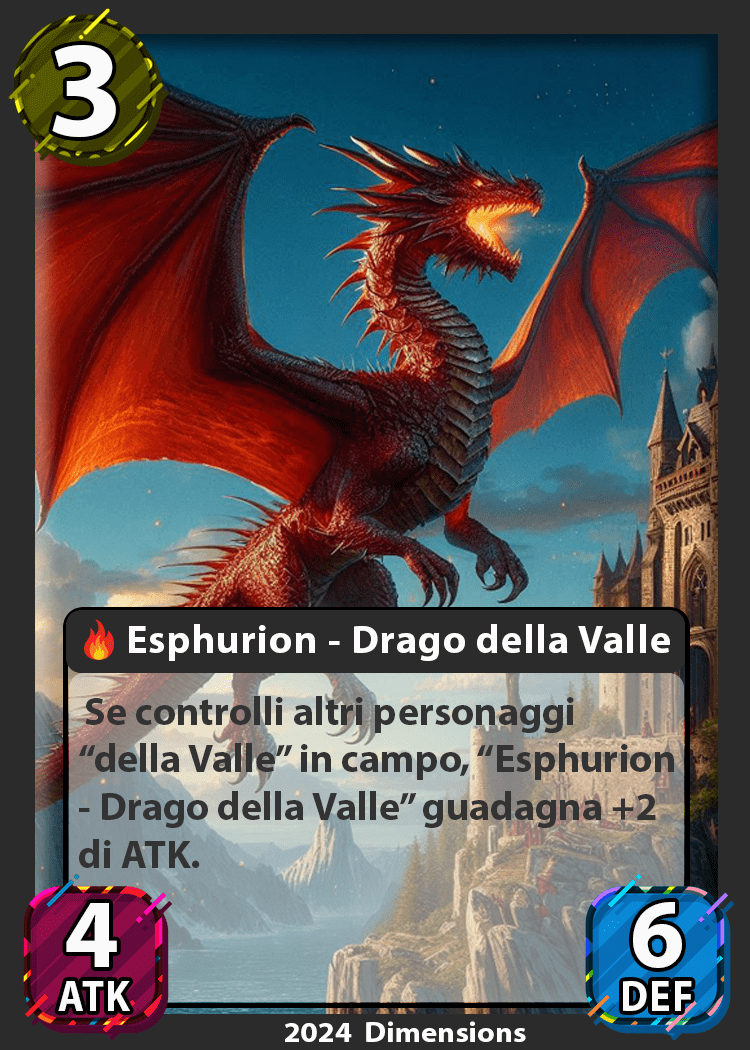 3
Esphurion - Drago della Valle
Se controlli altri personaggi
“della Valle” in campo, “Esphurion
- Drago della Valle” guadagna +2
di ATK.
4
ATK
6
DEF
2024 Dimensions